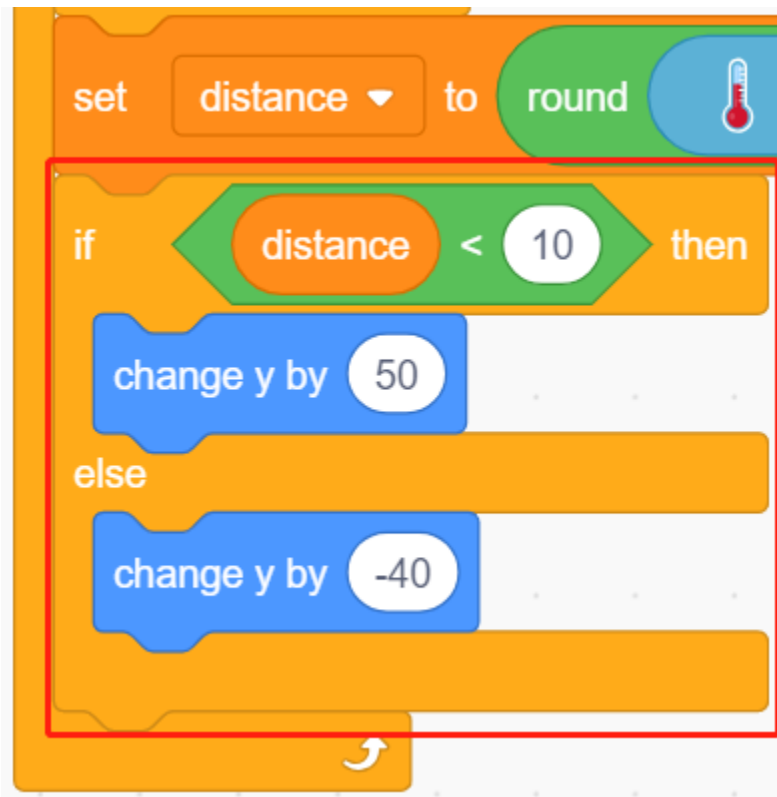 set distance to round
if distance < 10 then
change y by 50
else
change y by -40